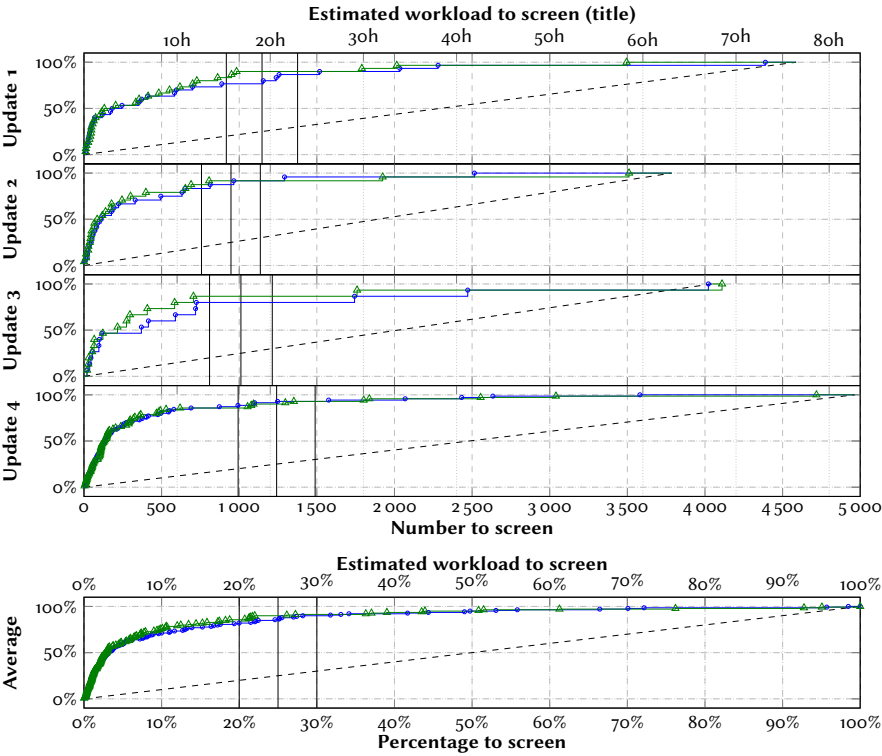 Estimated workload to screen (title)
10h 20h 30h 40h 50h 60h 70h 80h
100%
50%
0%
Update 1
100%
50%
0%
Update 2
100%
50%
0%
Update 3
100%
50%
0%
Update 4
0 500 1 000 1 500 2 000 2 500 3 000 3 500 4 000 4 500 5 000
Number to screen
Estimated workload to screen
0% 10% 20% 30% 40% 50% 60% 70% 80% 90% 100%
100%
50%
0%
Average
0% 10% 20% 30% 40% 50% 60% 70% 80% 90% 100%
Percentage to screen